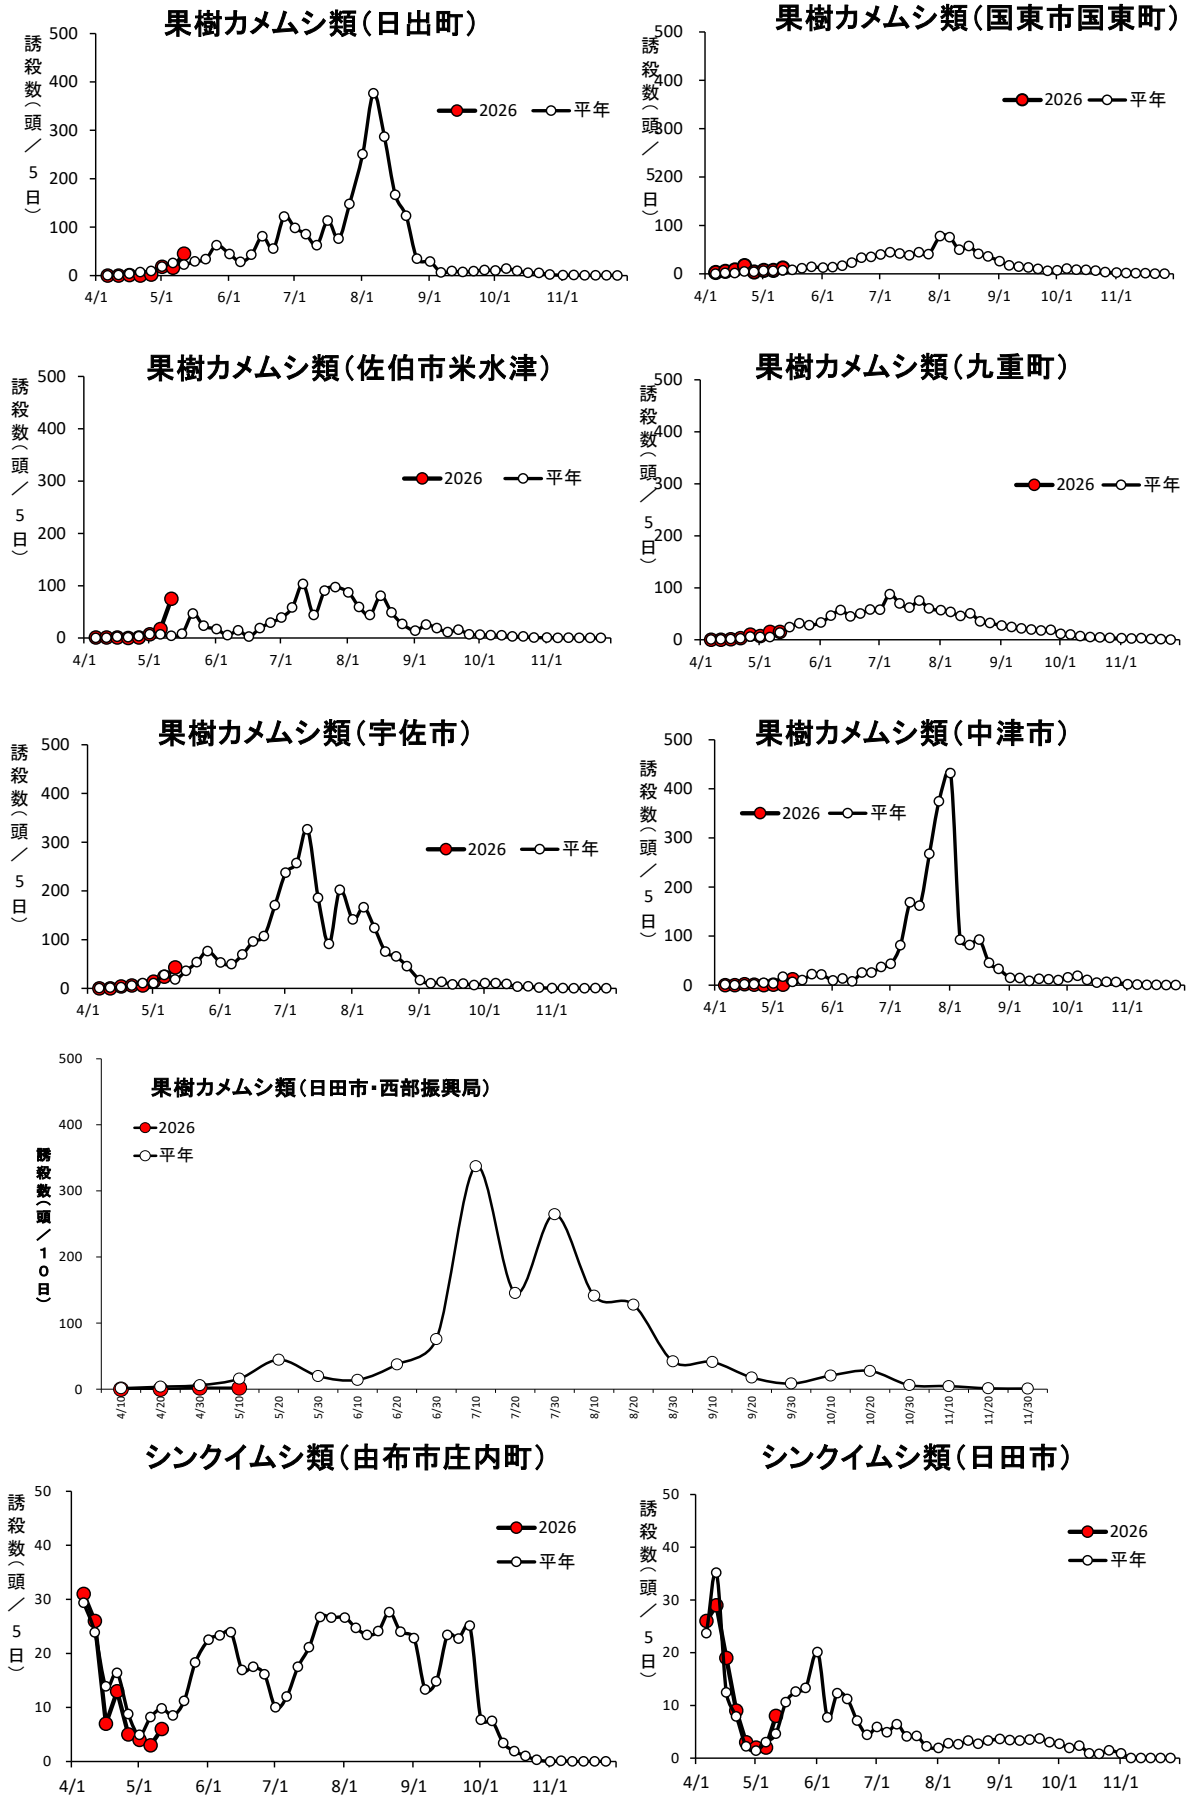 果樹カメムシ類（日出町）
誘殺数（頭／5日）
500
400
300
200
100
0
4/1 5/1 6/1 7/1 8/1 9/1 10/1 11/1
2026 平年
果樹カメムシ類（国東市国東町）
誘殺数（頭／5日）
500
400
300
200
100
0
4/1 5/1 6/1 7/1 8/1 9/1 10/1 11/1
2026 平年
果樹カメムシ類（佐伯市米水津）
誘殺数（頭／5日）
500
400
300
200
100
0
4/1 5/1 6/1 7/1 8/1 9/1 10/1 11/1
2026 平年
果樹カメムシ類（九重町）
誘殺数（頭／5日）
500
400
300
200
100
0
4/1 5/1 6/1 7/1 8/1 9/1 10/1 11/1
2026 平年
果樹カメムシ類（宇佐市）
誘殺数（頭／5日）
500
400
300
200
100
0
4/1 5/1 6/1 7/1 8/1 9/1 10/1 11/1
2026 平年
果樹カメムシ類（中津市）
誘殺数（頭／5日）
500
400
300
200
100
0
4/1 5/1 6/1 7/1 8/1 9/1 10/1 11/1
2026 平年
果樹カメムシ類（日田市・西部振興局）
誘殺数（頭／10日）
500
400
300
200
100
0
4/10 4/20 4/30 5/10 5/20 5/30 6/10 6/20 6/30 7/10 7/20 7/30 8/10 8/20 8/30 9/10 9/20 9/30 10/10 10/20 10/30 11/10 11/20 11/30
2026
平年
シンクイムシ類（由布市庄内町）
誘殺数（頭／5日）
50
40
30
20
10
0
4/1 5/1 6/1 7/1 8/1 9/1 10/1 11/1
2026
平年
シンクイムシ類（日田市）
誘殺数（頭／5日）
50
40
30
20
10
0
4/1 5/1 6/1 7/1 8/1 9/1 10/1 11/1
2026
平年